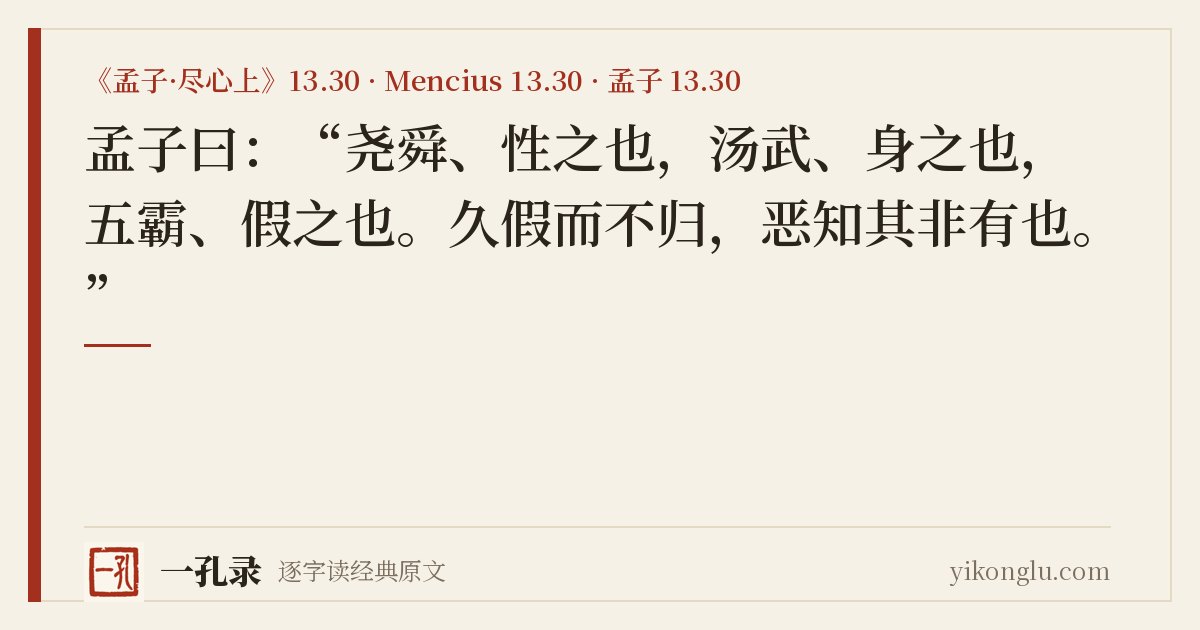 《孟子·尽心上》13.30 · Mencius 13.30 · 孟子 13.30
孟子曰：“尧舜、性之也，汤武、身之也，
五霸、假之也。久假而不归，恶知其非有也。
”
一孔
一孔录 逐字读经典原文 yikonglu.com